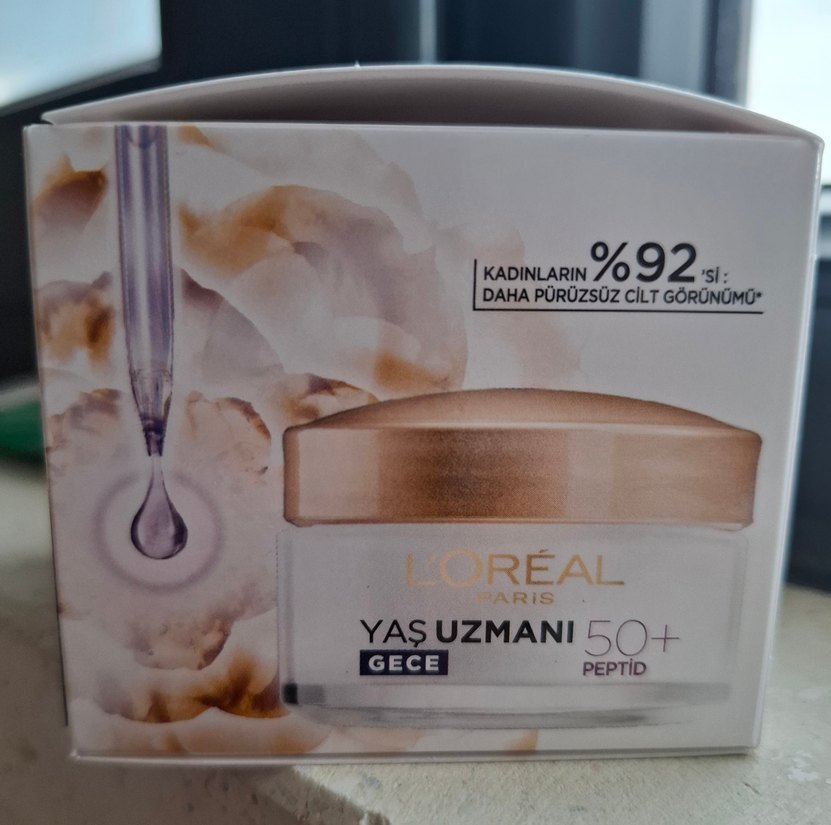 KADINLARIN %92'Sİ :
DAHA PÜRÜZSÜZ CİLT GÖRÜNÜMÜ*
L'ORÉAL
PARIS
YAŞ UZMANI 50+
GECE PEPTİD